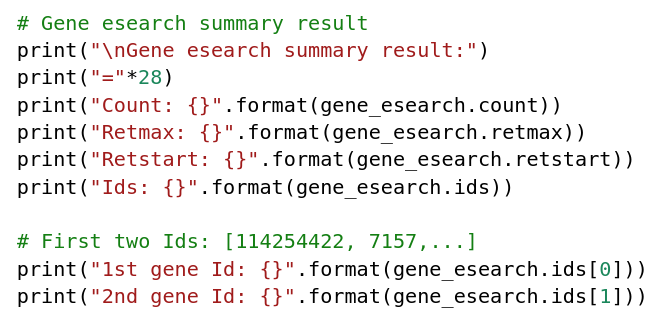 # Gene esearch summary result
print("\nGene esearch summary result:")
print("="*28)
print("Count: {}".format(gene_esearch.count))
print("Retmax: {}".format(gene_esearch.retmax))
print("Retstart: {}".format(gene_esearch.retstart))
print("Ids: {}".format(gene_esearch.ids))

# First two Ids: [114254422, 7157,...]
print("1st gene Id: {}".format(gene_esearch.ids[0]))
print("2nd gene Id: {}".format(gene_esearch.ids[1]))